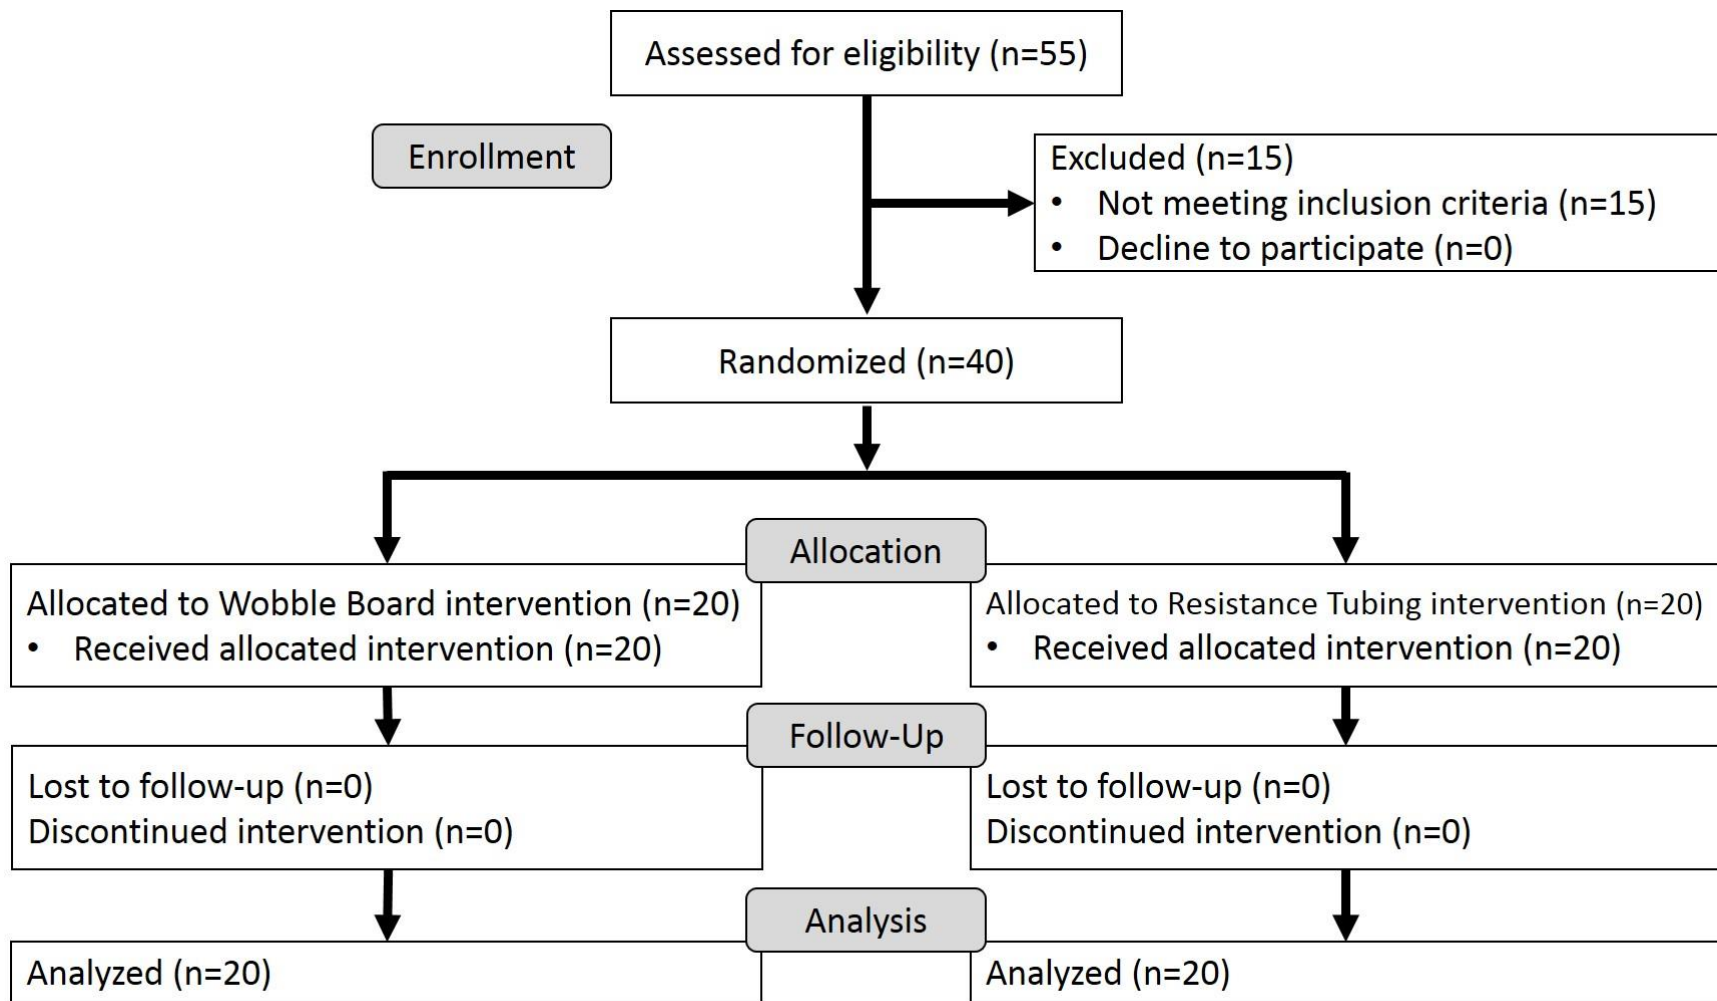 Assessed for eligibility (n=55)
Enrollment
Excluded (n=15)
• Not meeting inclusion criteria (n=15)
• Decline to participate (n=0)
Randomized (n=40)
Allocation
Allocated to Wobble Board intervention (n=20)
• Received allocated intervention (n=20)
Allocated to Resistance Tubing intervention (n=20)
• Received allocated intervention (n=20)
Follow-Up
Lost to follow-up (n=0)
Discontinued intervention (n=0)
Lost to follow-up (n=0)
Discontinued intervention (n=0)
Analysis
Analyzed (n=20)
Analyzed (n=20)